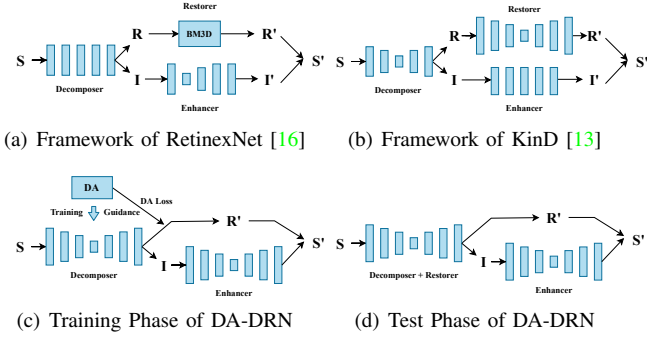 Restorer
R BM3D R'
S S'
Decomposer
I I'
Enhancer
(a) Framework of RetinexNet [16]
Restorer
R R'
S S'
Decomposer
I I'
Enhancer
(b) Framework of KinD [13]
DA
DA Loss
Training Guidance
R'
S S'
I
Decomposer
Enhancer
(c) Training Phase of DA-DRN
R'
S S'
I
Decomposer + Restorer
Enhancer
(d) Test Phase of DA-DRN